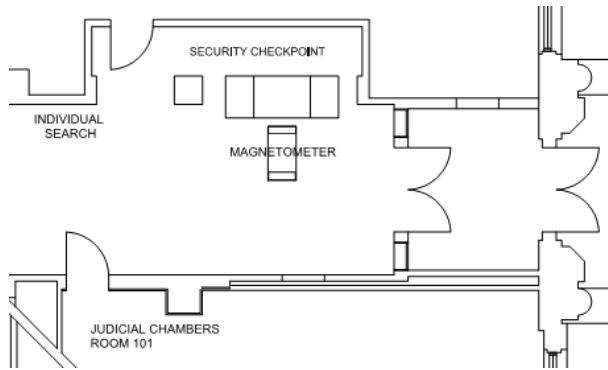 SECURITY CHECKPOINT
INDIVIDUAL
SEARCH
MAGNETOMETER
JUDICIAL CHAMBERS
ROOM 101